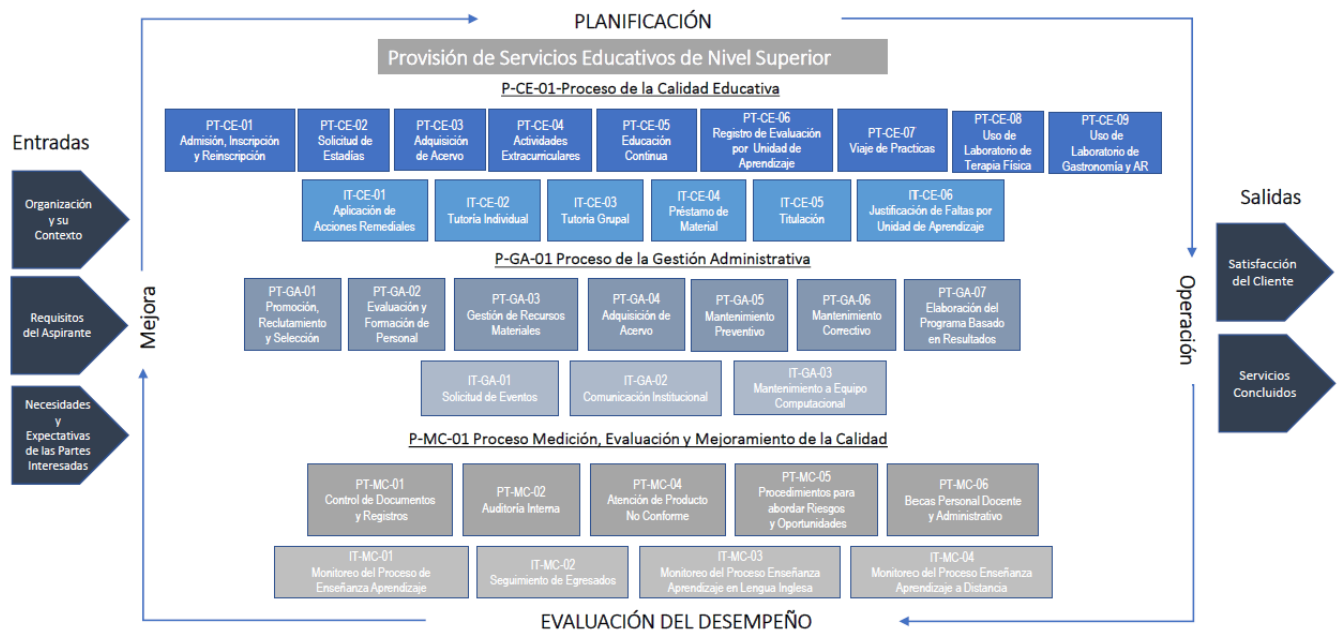 PLANIFICACIÓN
Provisión de Servicios Educativos de Nivel Superior
P-CE-01-Proceso de la Calidad Educativa
PT-CE-01
Admisión, Inscripción
y Reinscripción
PT-CE-02
Solicitud de
Estadías
PT-CE-03
Adquisición
de Acervo
PT-CE-04
Actividades
Extracurriculares
PT-CE-05
Educación
Continua
PT-CE-06
Registro de Evaluación
por Unidad de
Aprendizaje
PT-CE-07
Viaje de Practicas
PT-CE-08
Uso de
Laboratorio de
Terapia Física
PT-CE-09
Uso de
Laboratorio de
Gastronomía y AR
IT-CE-01
Aplicación de
Acciones Remediales
IT-CE-02
Tutoría Individual
IT-CE-03
Tutoría Grupal
IT-CE-04
Préstamo de
Material
IT-CE-05
Titulación
IT-CE-06
Justificación de Faltas por
Unidad de Aprendizaje
P-GA-01 Proceso de la Gestión Administrativa
PT-GA-01
Promoción,
Reclutamiento
y Selección
PT-GA-02
Evaluación y
Formación de
Personal
PT-GA-03
Gestión de Recursos
Materiales
PT-GA-04
Adquisición de
Acervo
PT-GA-05
Mantenimiento
Preventivo
PT-GA-06
Mantenimiento
Correctivo
PT-GA-07
Elaboración del
Programa Basado
en Resultados
IT-GA-01
Solicitud de Eventos
IT-GA-02
Comunicación Institucional
IT-GA-03
Mantenimiento a Equipo
Computacional
P-MC-01 Proceso Medición, Evaluación y Mejoramiento de la Calidad
PT-MC-01
Control de Documentos
y Registros
PT-MC-02
Auditoría Interna
PT-MC-04
Atención de Producto
No Conforme
PT-MC-05
Procedimientos para
abordar Riesgos
y Oportunidades
PT-MC-06
Becas Personal Docente
y Administrativo
IT-MC-01
Monitoreo del Proceso de
Enseñanza Aprendizaje
IT-MC-02
Seguimiento de Egresados
IT-MC-03
Monitoreo del Proceso Enseñanza
Aprendizaje en Lengua Inglesa
IT-MC-04
Monitoreo del Proceso Enseñanza
Aprendizaje a Distancia
EVALUACIÓN DEL DESEMPEÑO
Entradas
Organización
y su
Contexto
Requisitos
del Aspirante
Necesidades
y
Expectativas
de las Partes
Interesadas
Mejora
Operación
Salidas
Satisfacción
del Cliente
Servicios
Concluidos